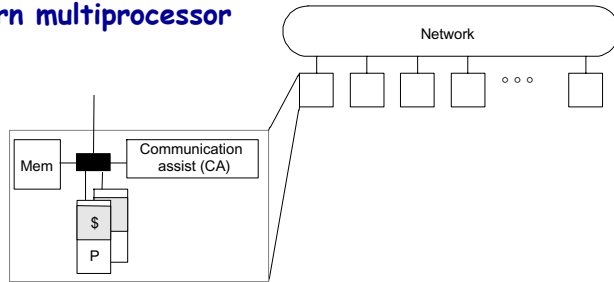 rn multiprocessor
Network
Communication
assist (CA)
Mem
$
P